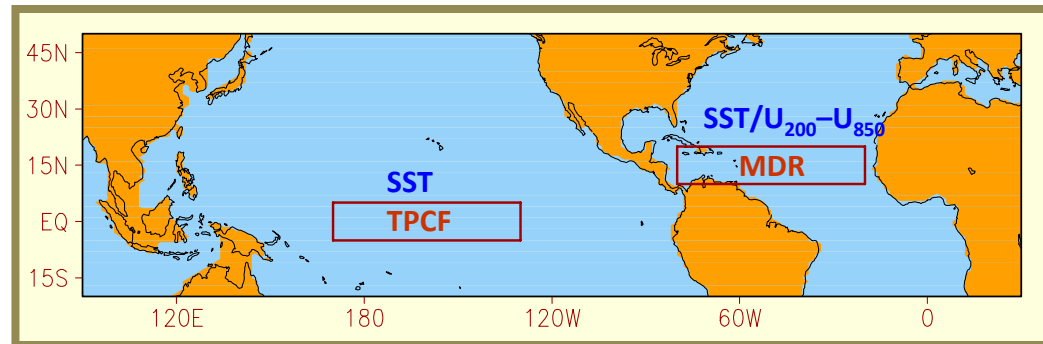 45N
30N
SST/U₂₀₀–U₈₅₀
15N
MDR
SST
EQ
TPCF
15S
120E 180 120W 60W 0